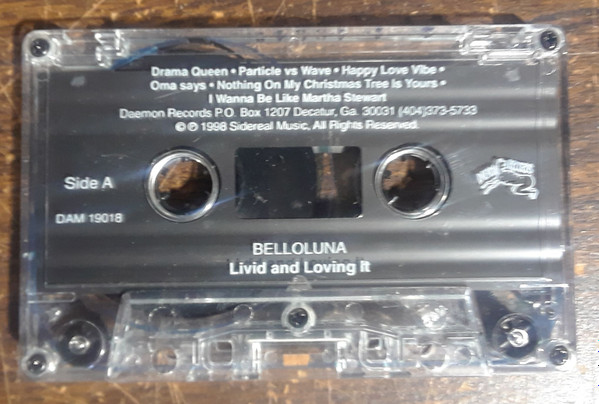 Drama Queen • Particle vs Wave • Happy Love Vibe •
Oma says • Nothing On My Christmas Tree Is Yours •
I Wanna Be Like Martha Stewart
Daemon Records P.O. Box 1207 Decatur, Ga. 30031 (404)373-5733
© ℗ 1998 Sidereal Music, All Rights Reserved.
Side A
DAM 19018
BELLOLUNA
Livid and Loving It